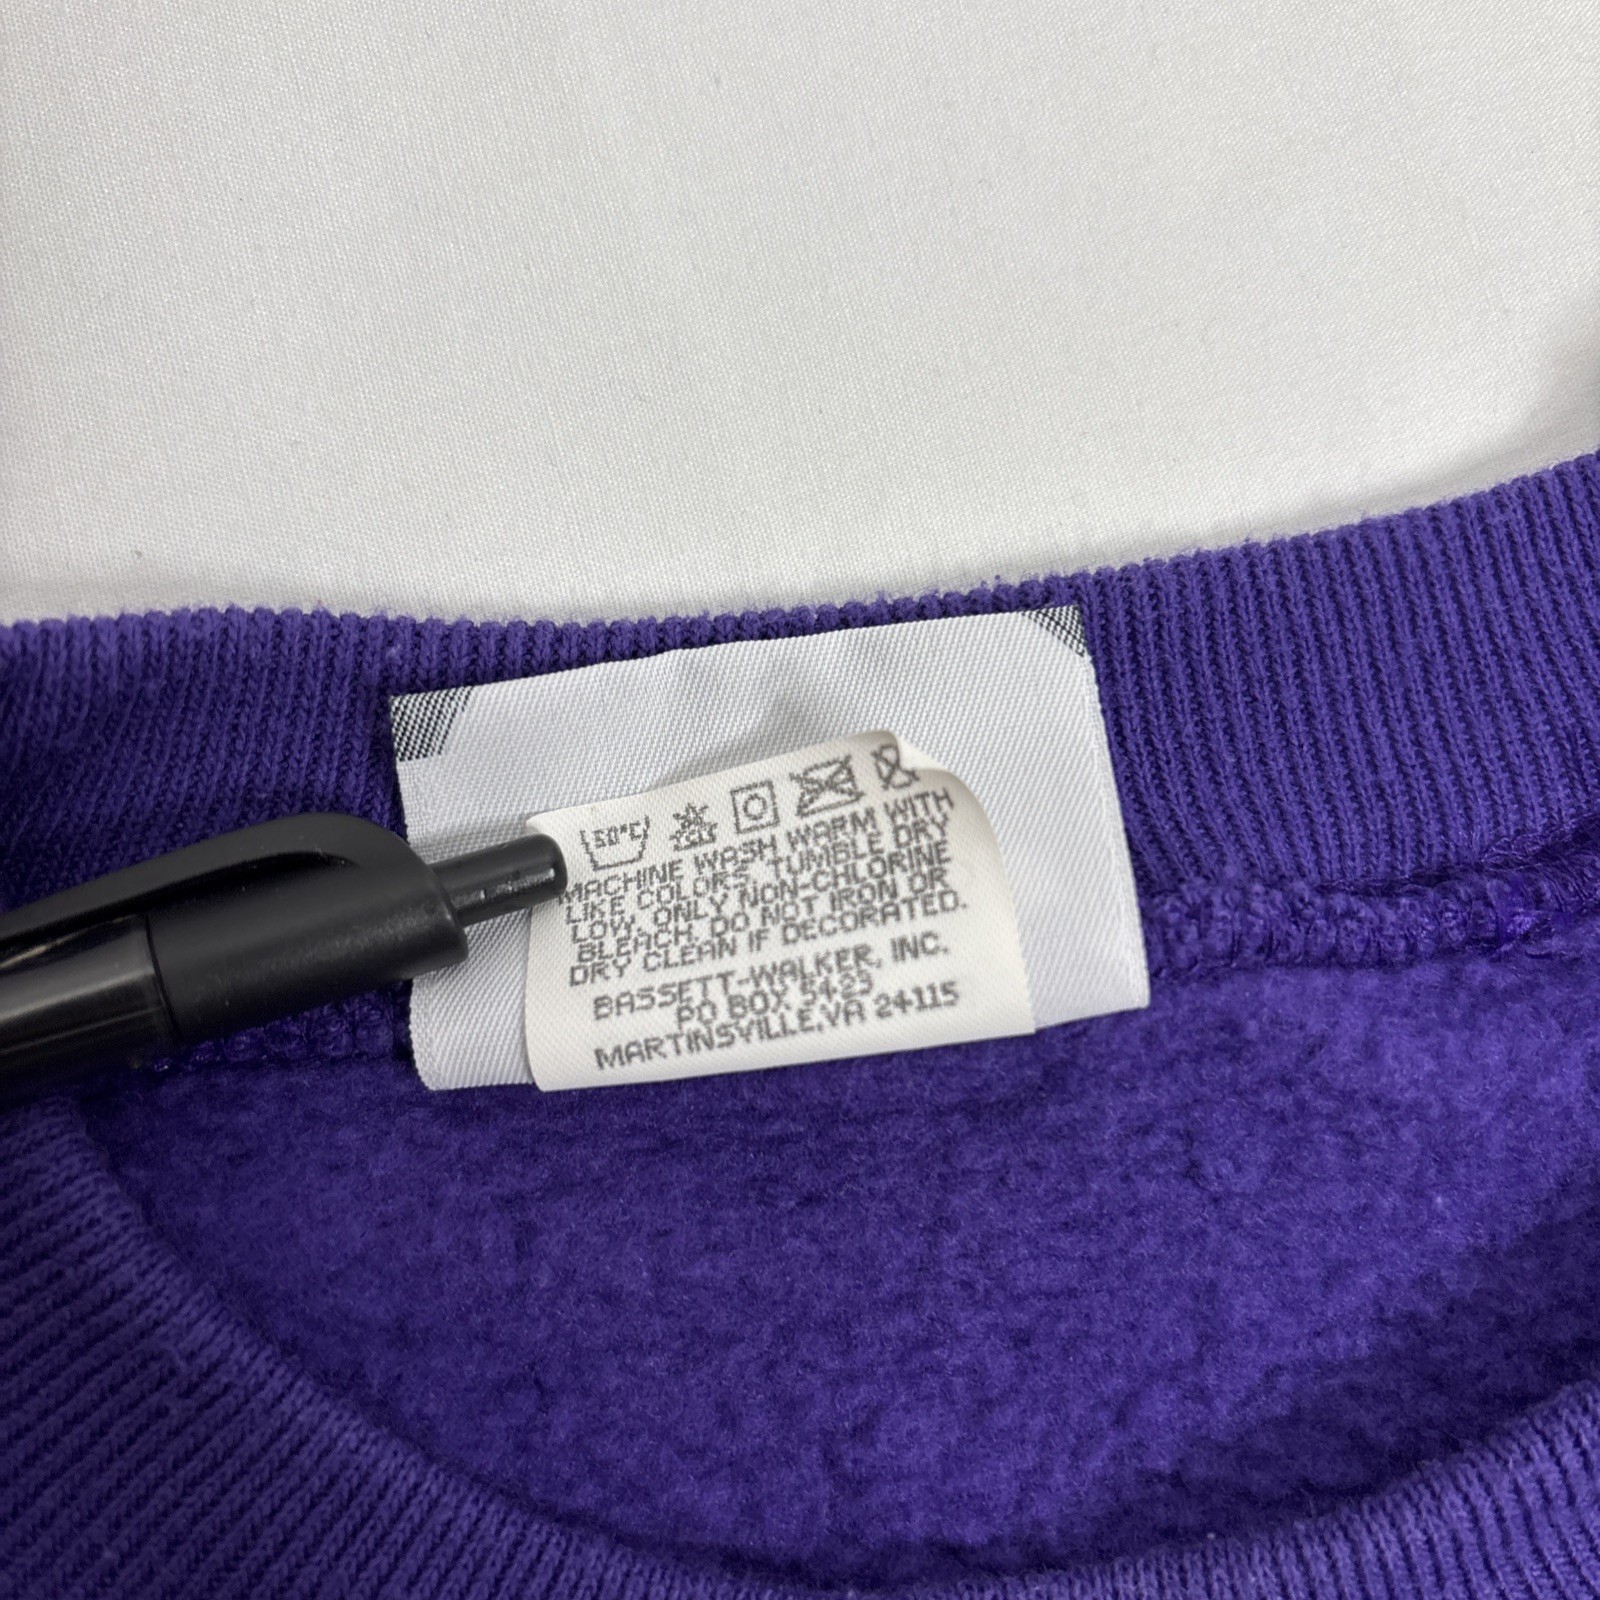 50°C
CL
MACHINE WASH WARM WITH
LIKE COLORS, TUMBLE DRY
LOW, ONLY NON-CHLORINE
BLEACH. DO NOT IRON OR
DRY CLEAN IF DECORATED.
BASSETT-WALKER, INC.
PO BOX 5423
MARTINSVILLE,VA 24115